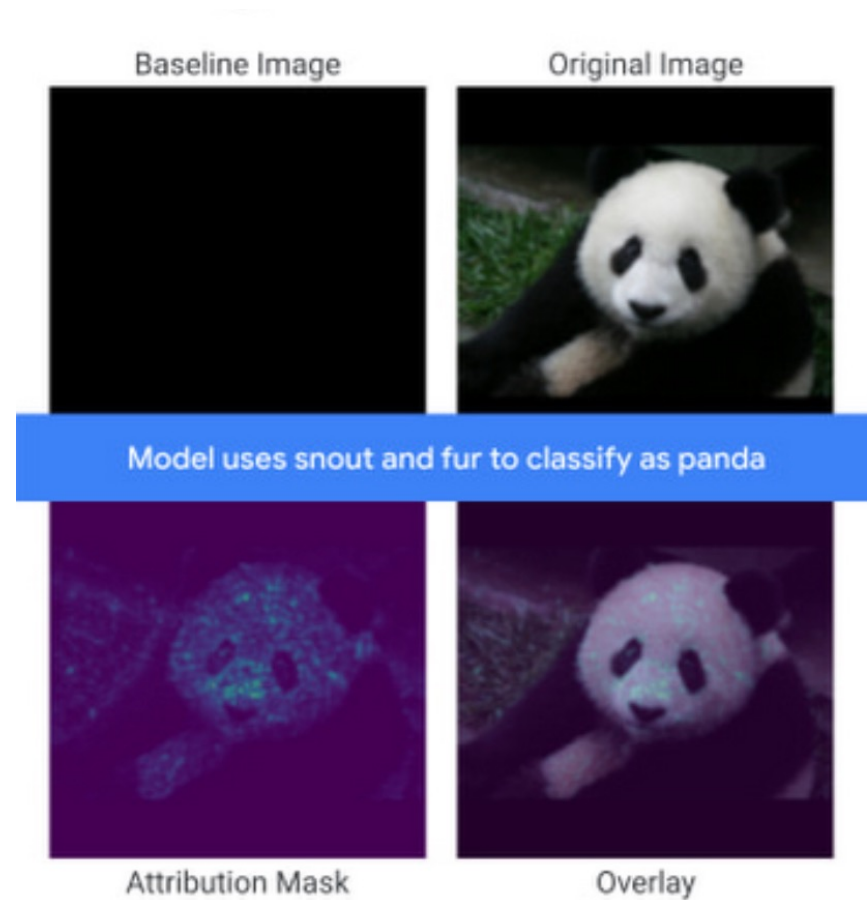 Baseline Image
Original Image
Model uses snout and fur to classify as panda
Attribution Mask
Overlay